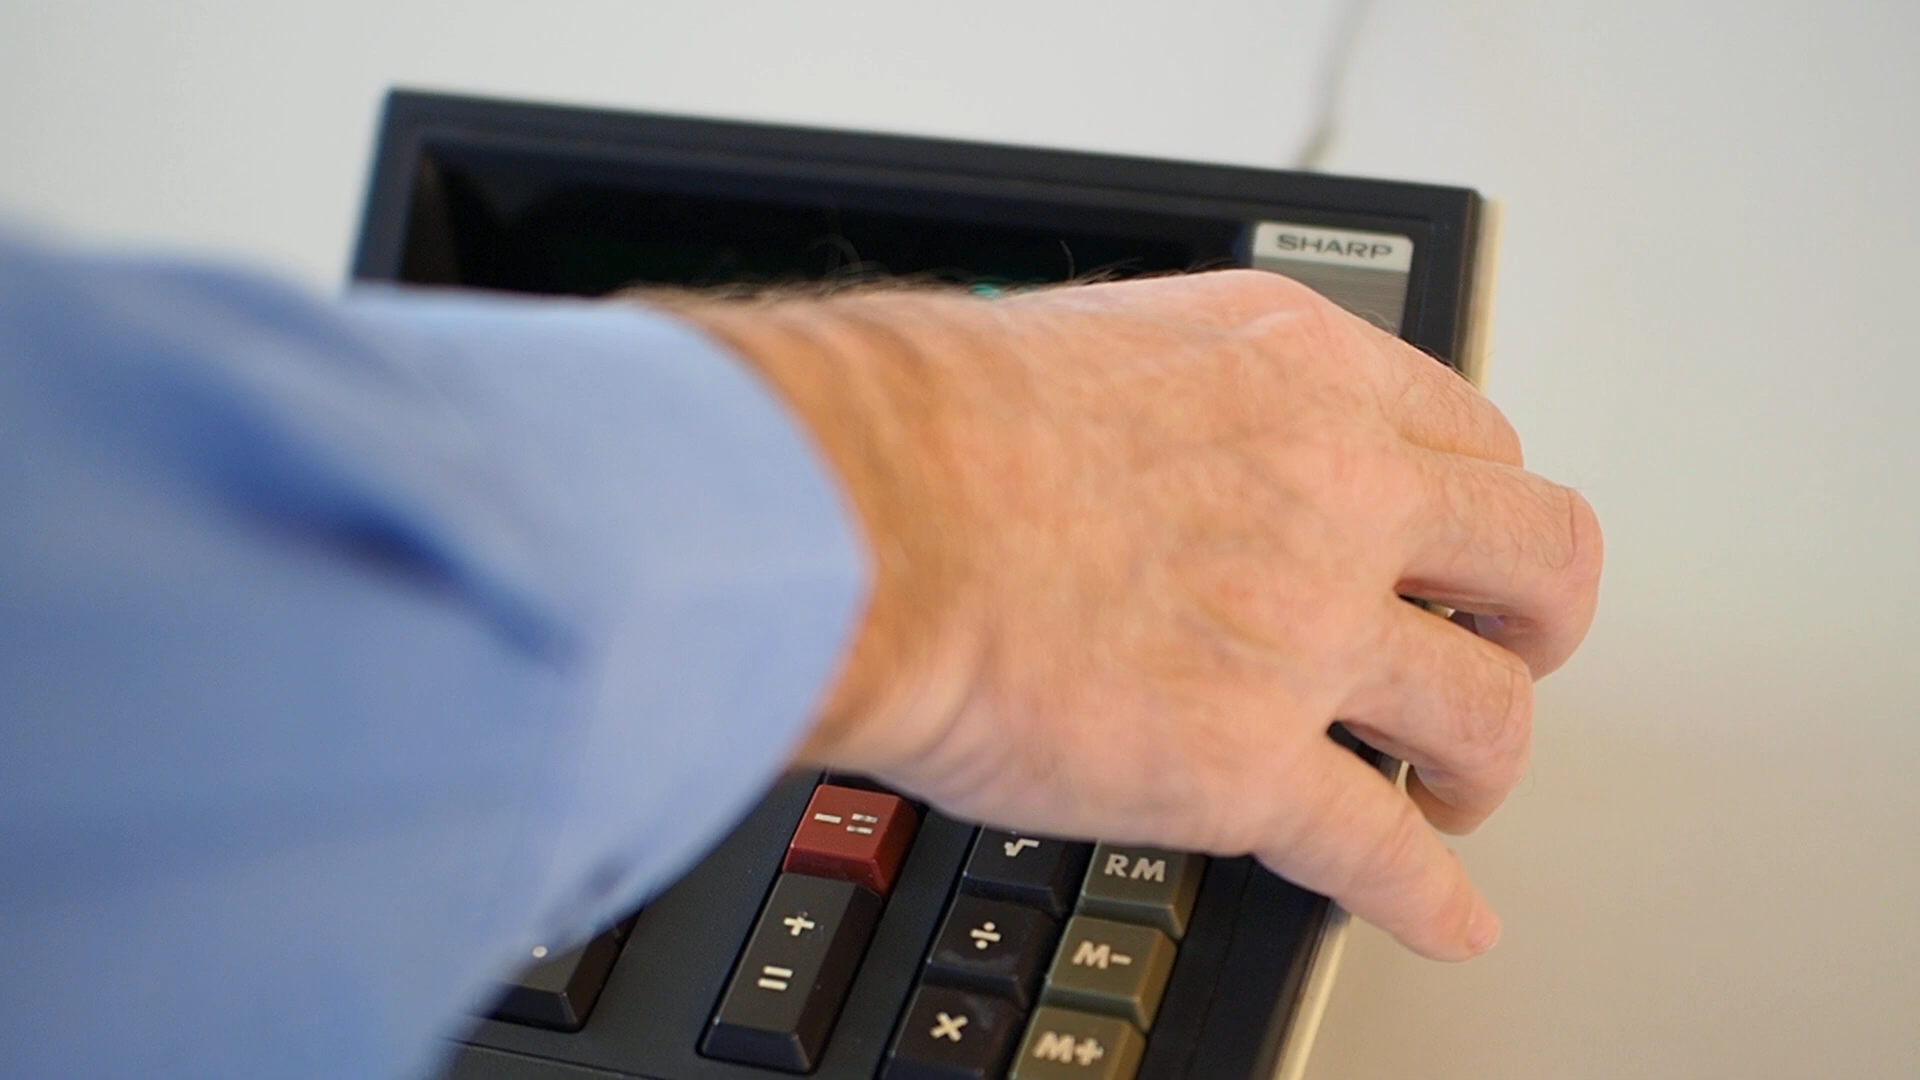 SHARP
-=
√
RM
+
=
÷
M-
.
×
M+